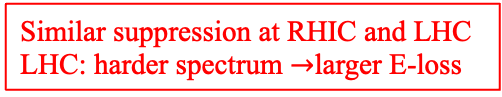 Similar suppression at RHIC and LHC
LHC: harder spectrum →larger E-loss